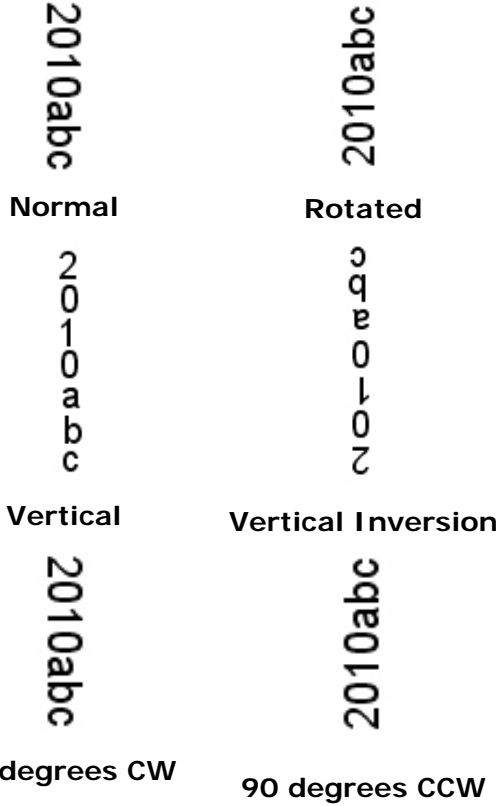 2010abc
2010abc
Normal
Rotated
2010abc
2010abc
Vertical
Vertical Inversion
2010abc
2010abc
degrees CW
90 degrees CCW